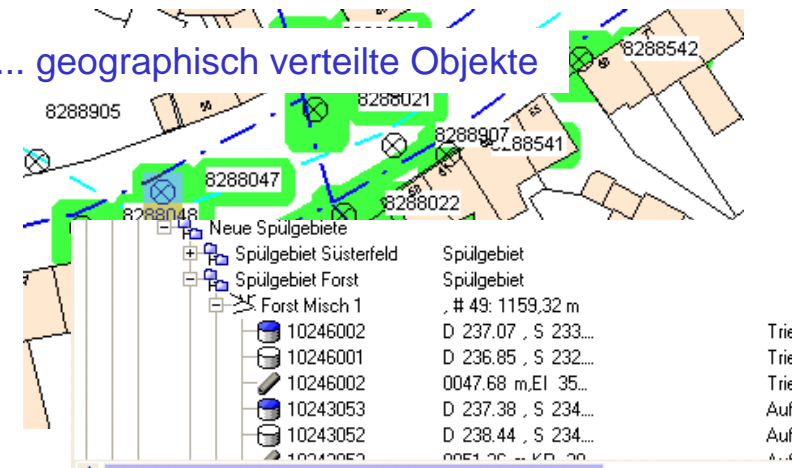 ... geographisch verteilte Objekte
8288542
8288905
8288021
8288907
88541
8288047
8288022
8288048
Neue Spülgebiete
Spülgebiet Süsterfeld Spülgebiet
Spülgebiet Forst Spülgebiet
Forst Misch 1 , # 49: 1159,32 m
10246002 D 237.07 , S 233.... Trie
10246001 D 236.85 , S 232.... Trie
10246002 0047.68 m,EI 35... Trie
10243053 D 237.38 , S 234.... Auf
10243052 D 238.44 , S 234.... Auf